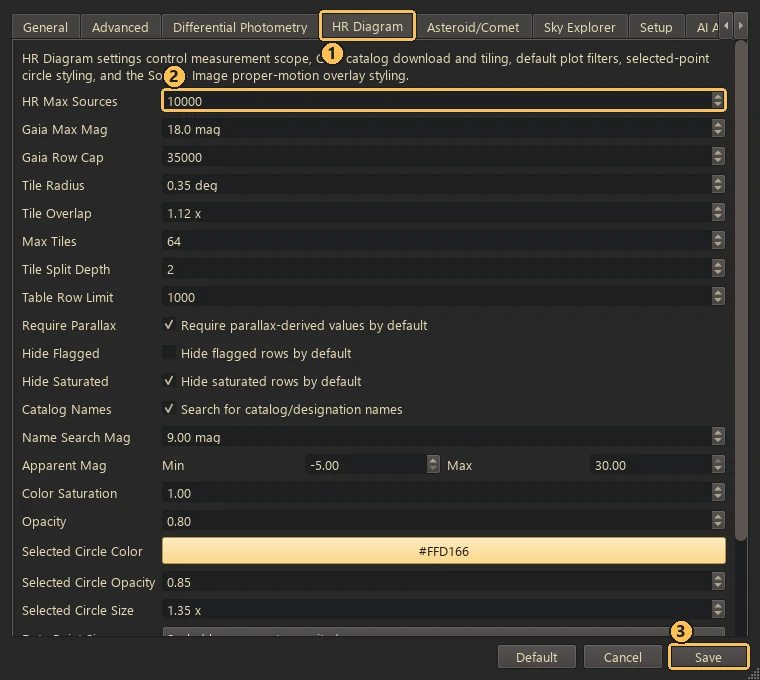 General Advanced Differential Photometry HR Diagram Asteroid/Comet Sky Explorer Setup AI A
1
HR Diagram settings control measurement scope, catalog download and tiling, default plot filters, selected-point
2
circle styling, and the So Image proper-motion overlay styling.
HR Max Sources 10000
Gaia Max Mag 18.0 mag
Gaia Row Cap 35000
Tile Radius 0.35 deg
Tile Overlap 1.12 x
Max Tiles 64
Tile Split Depth 2
Table Row Limit 1000
Require Parallax Require parallax-derived values by default
Hide Flagged Hide flagged rows by default
Hide Saturated Hide saturated rows by default
Catalog Names Search for catalog/designation names
Name Search Mag 9.00 mag
Apparent Mag Min -5.00 Max 30.00
Color Saturation 1.00
Opacity 0.80
Selected Circle Color #FFD166
Selected Circle Opacity 0.85
Selected Circle Size 1.35 x
3
Default Cancel Save